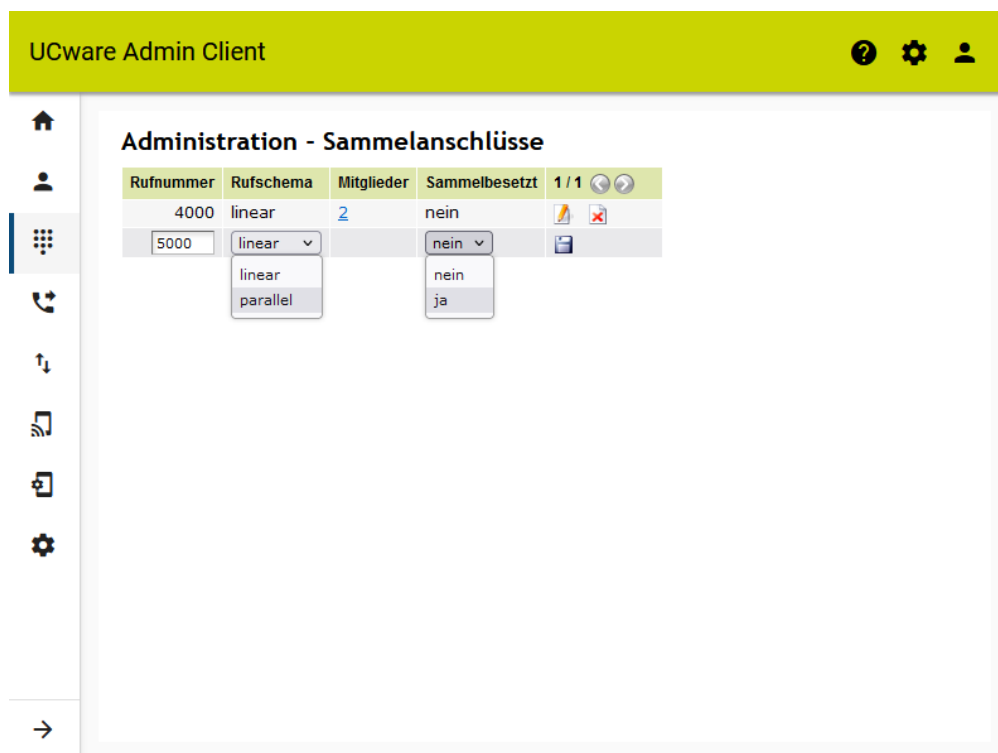 UCware Admin Client
Administration - Sammelanschlüsse
Rufnummer Rufschema Mitglieder Sammelbesetzt 1 / 1
4000 linear 2 nein
5000 linear nein
linear nein
parallel ja